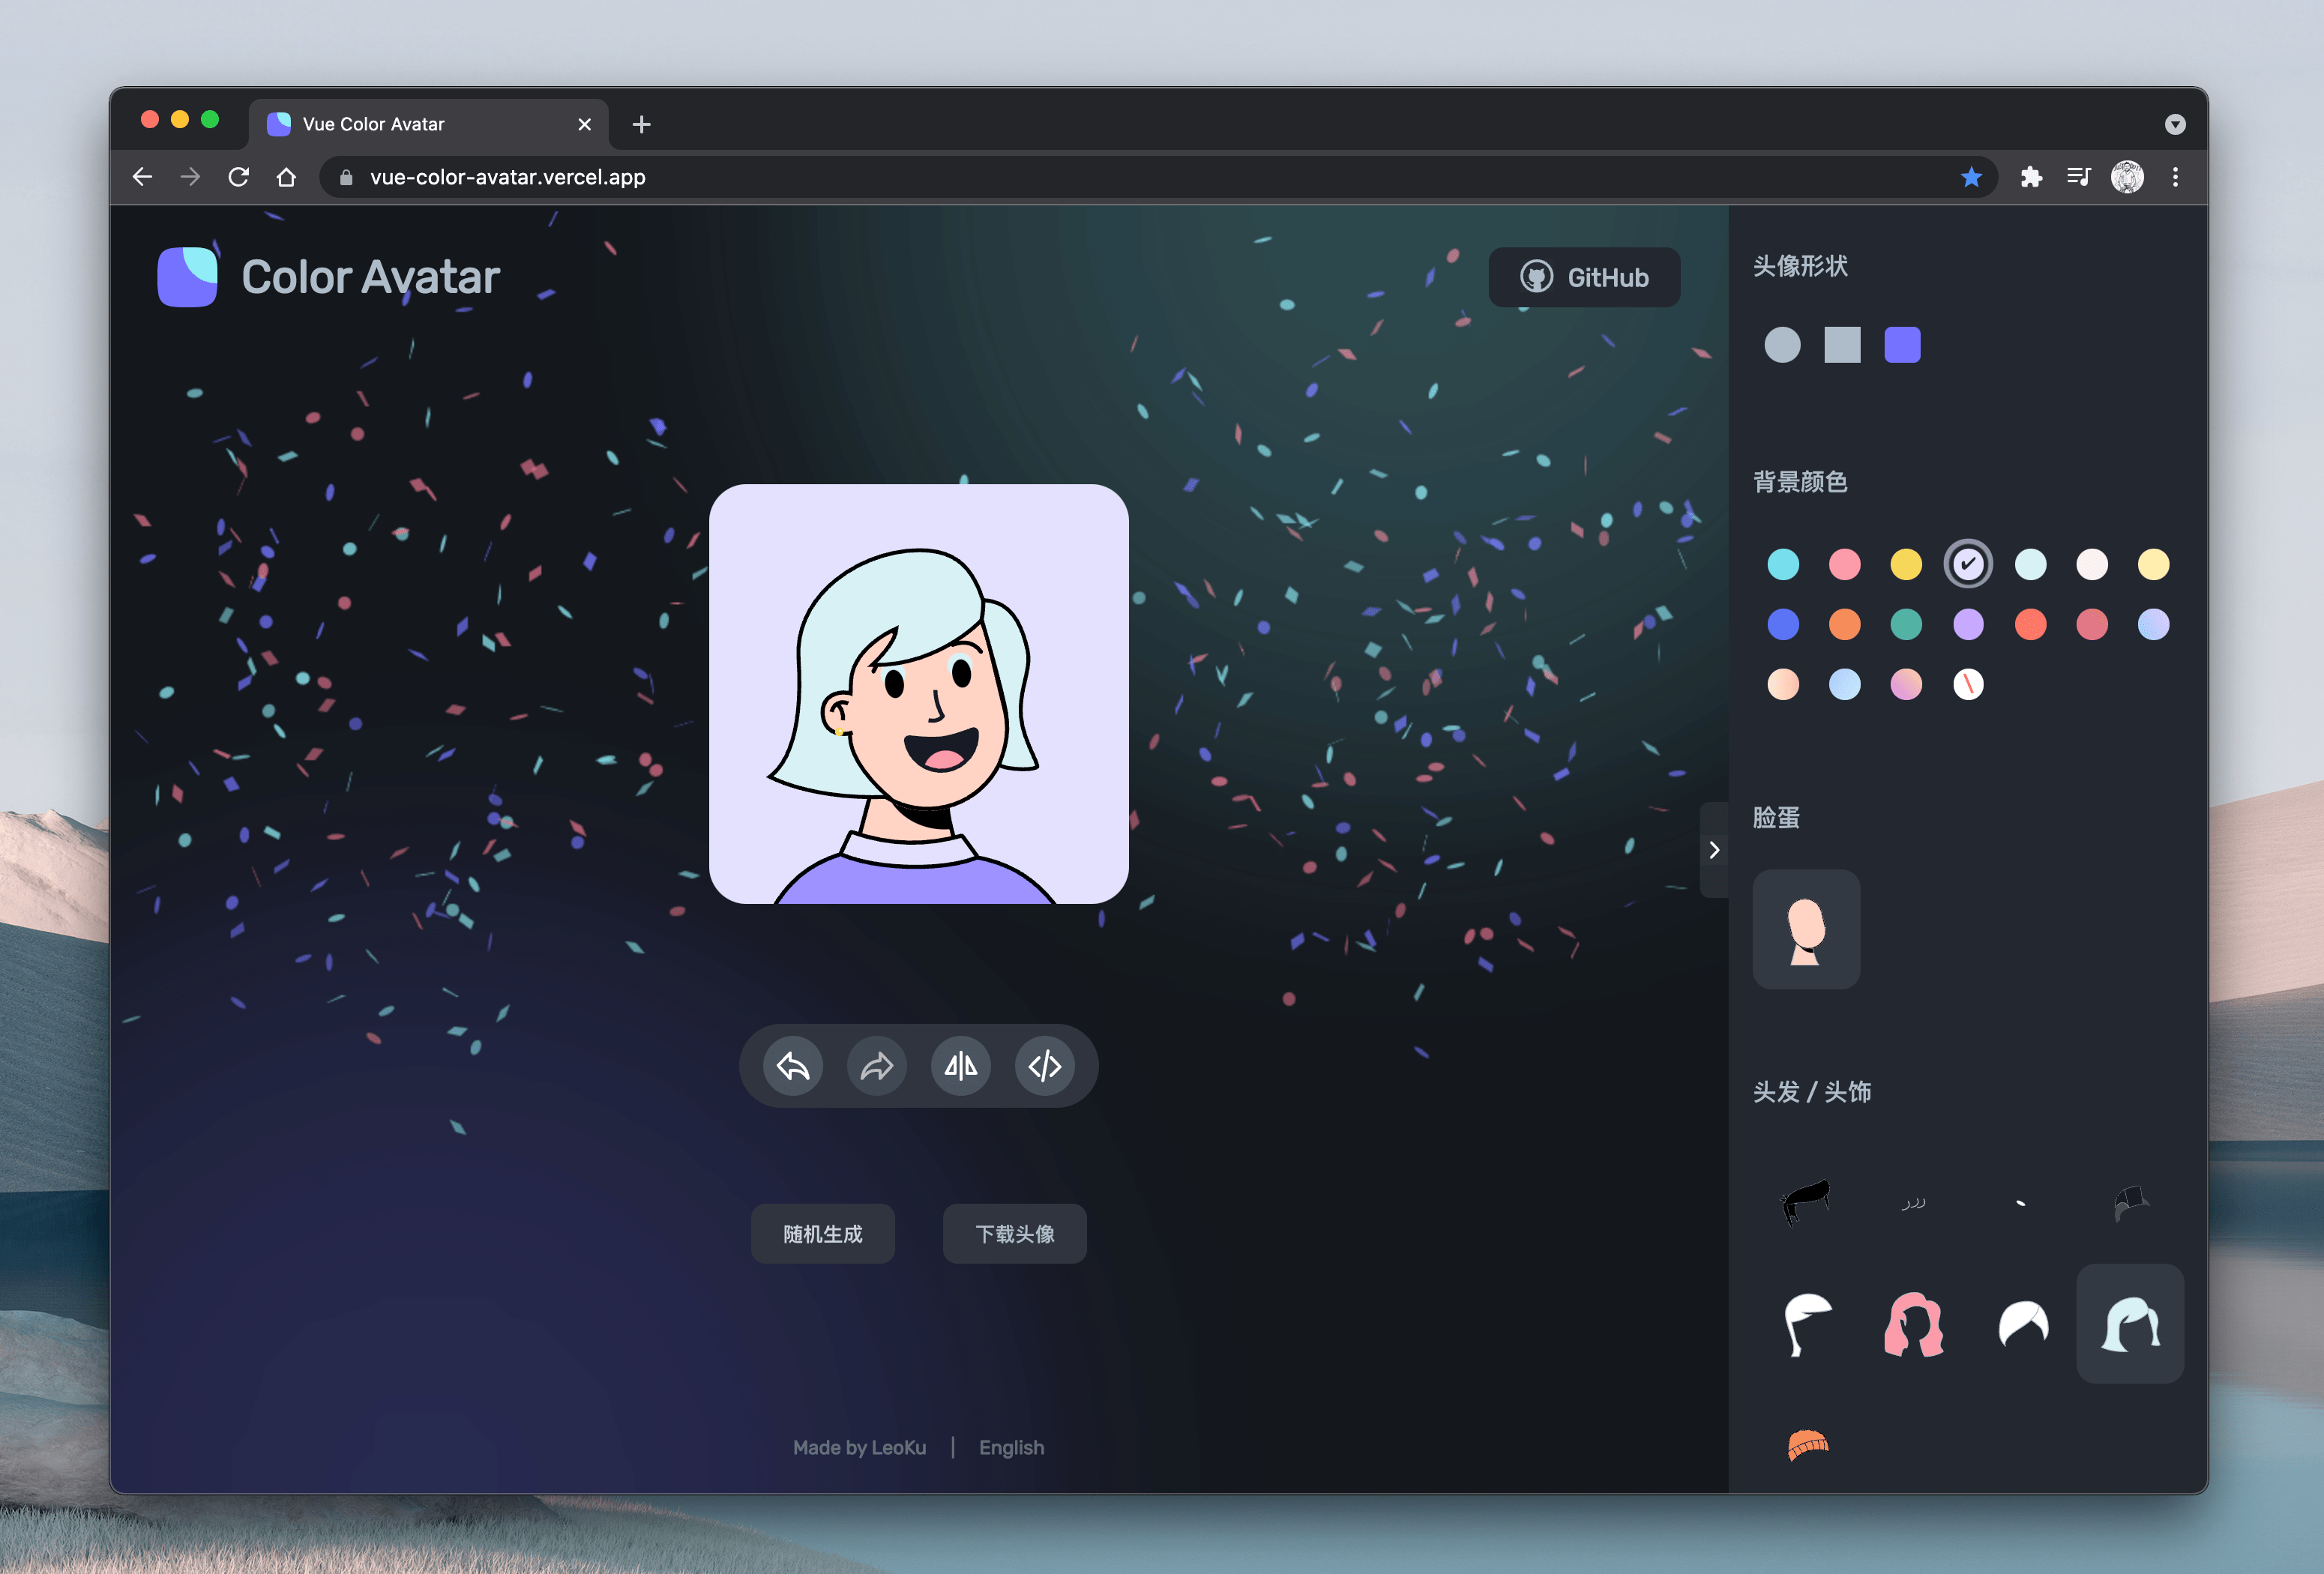 Vue Color Avatar
vue-color-avatar.vercel.app
Color Avatar
GitHub
头像形状
背景颜色
脸蛋
头发 / 头饰
随机生成
下载头像
Made by LeoKu | English